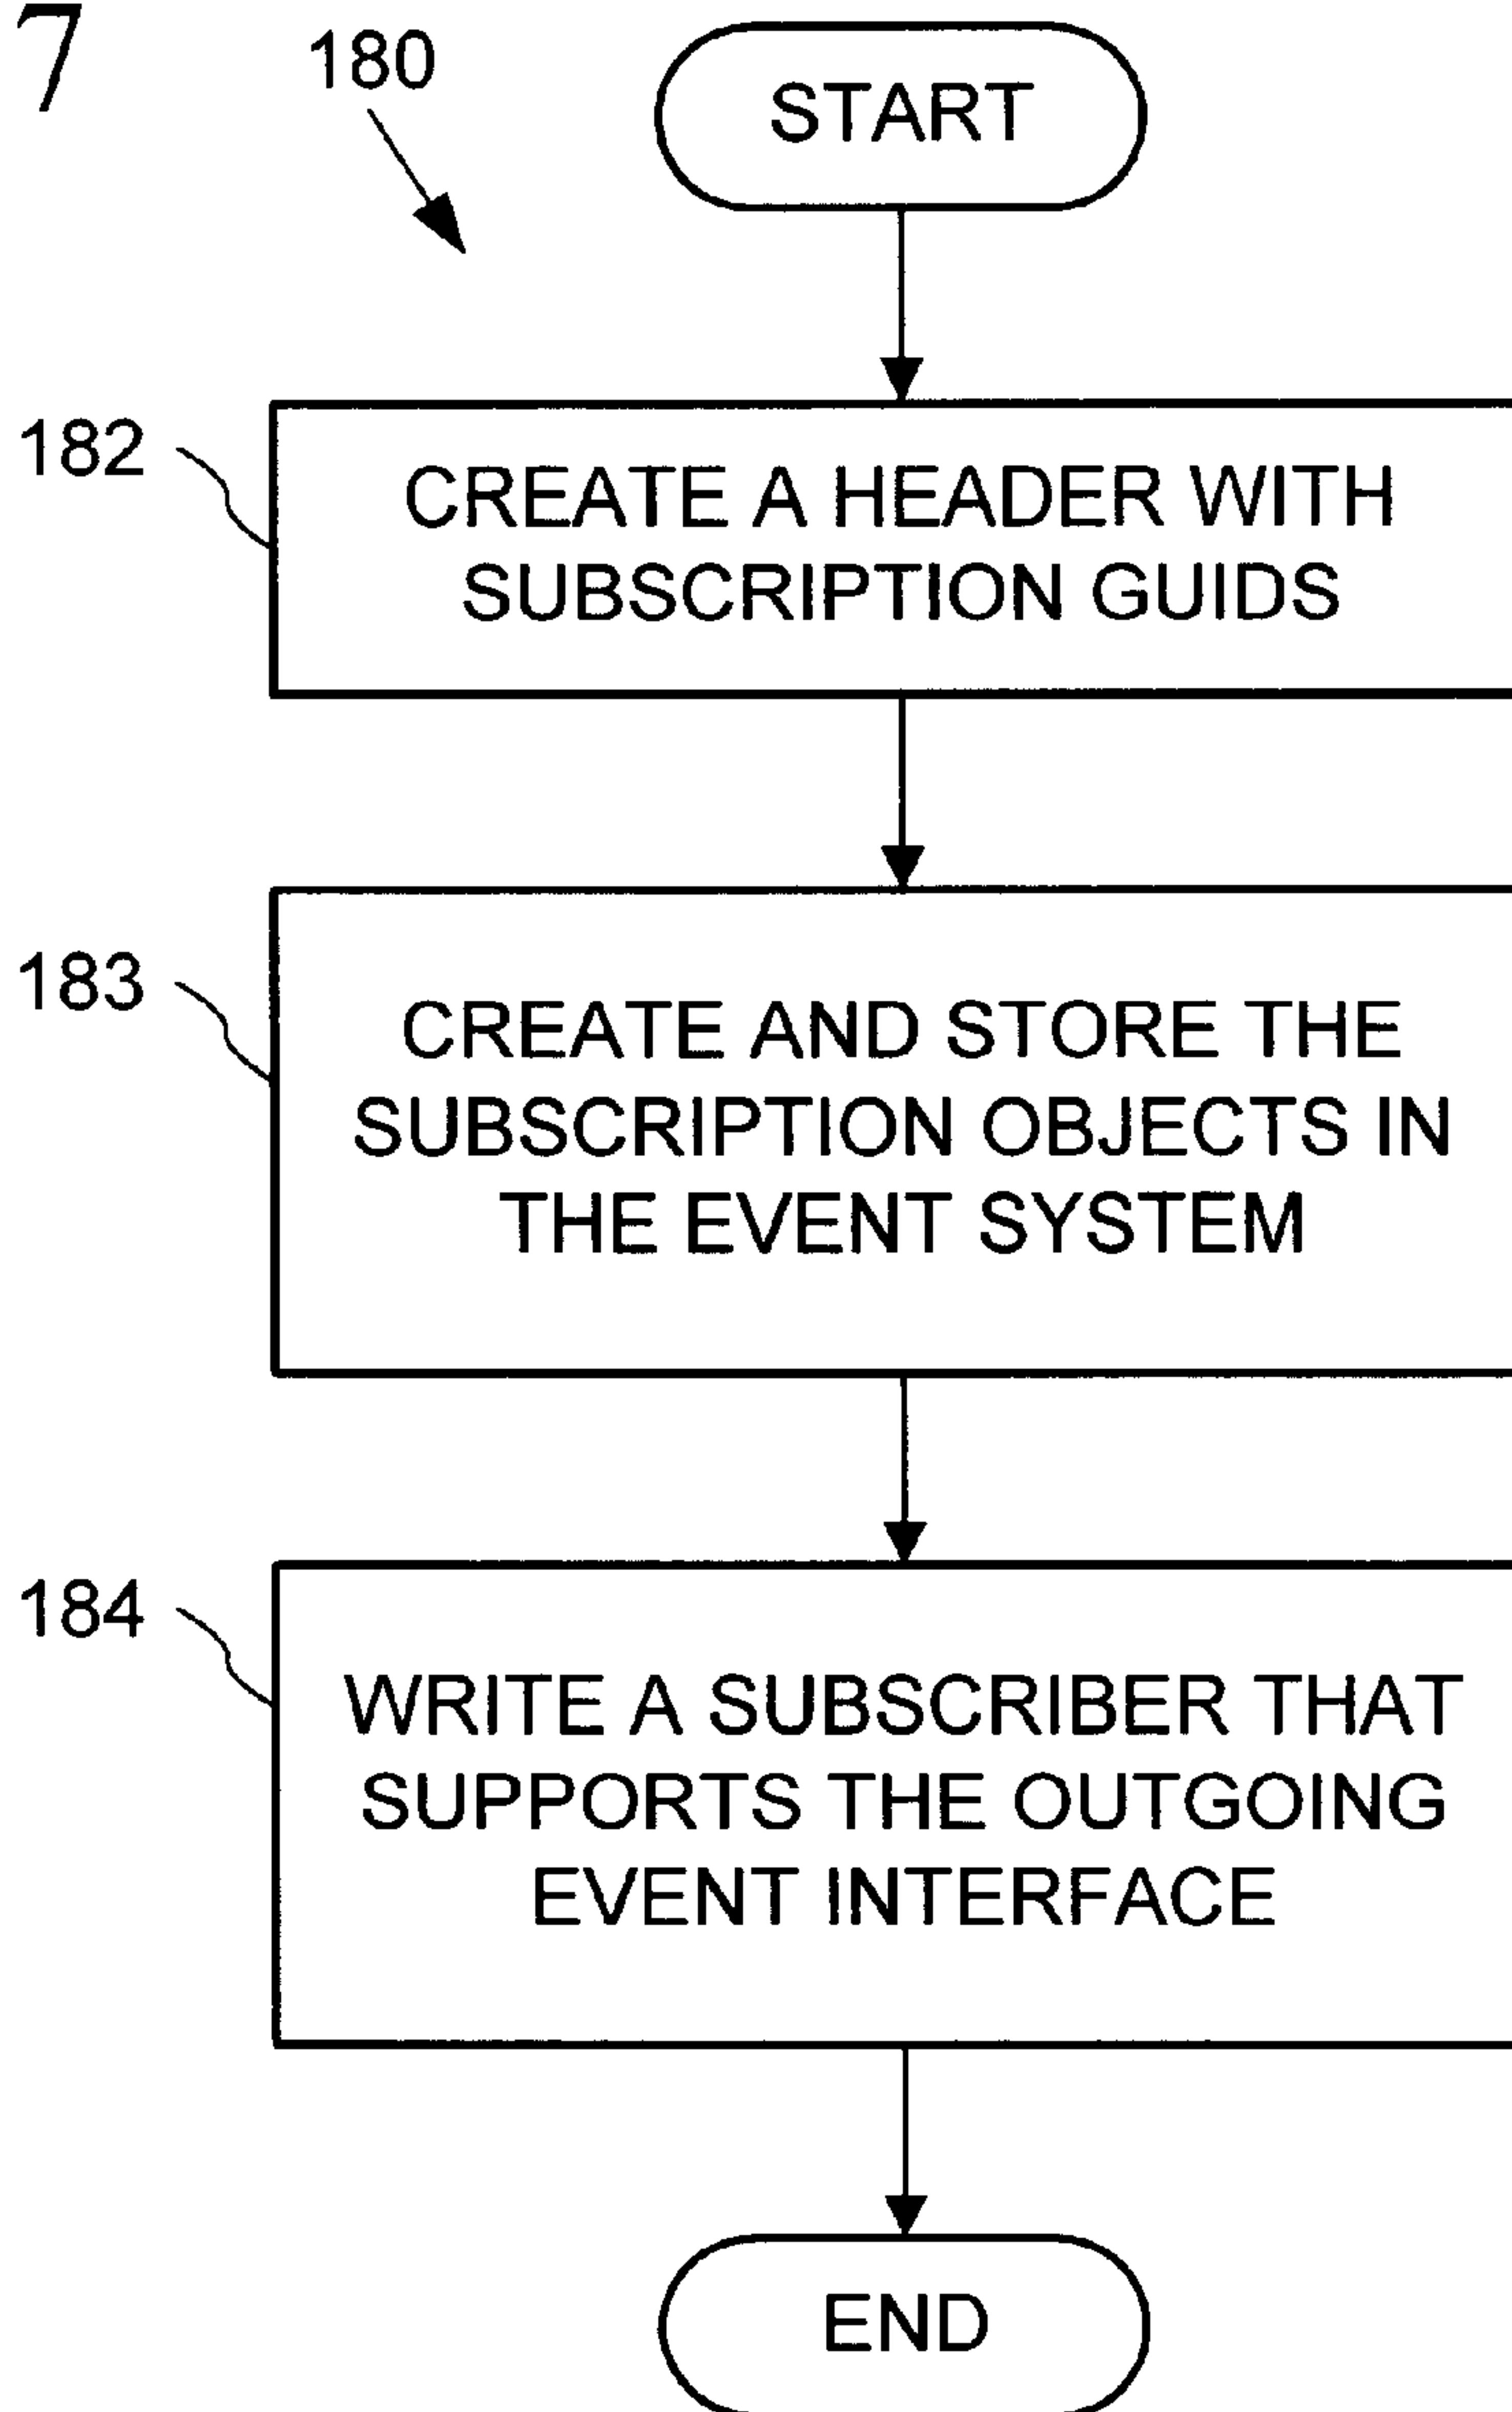 7
180
START
182
CREATE A HEADER WITH
SUBSCRIPTION GUIDS
183
CREATE AND STORE THE
SUBSCRIPTION OBJECTS IN
THE EVENT SYSTEM
184
WRITE A SUBSCRIBER THAT
SUPPORTS THE OUTGOING
EVENT INTERFACE
END